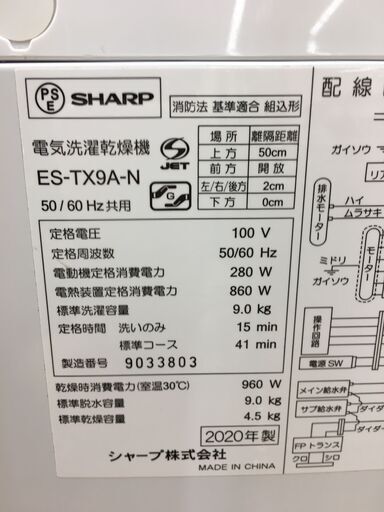 PSE
SHARP
消防法 基準適合 組込形
電気洗濯乾燥機
JET
ES-TX9A-N
50/60 Hz共用
場所 離隔距離
上方 50cm
前方 開放
左/右/後方 2cm
下方 0cm
定格電圧 100 V
定格周波数 50/60 Hz
電動機定格消費電力 280 W
電熱装置定格消費電力 860 W
標準洗濯容量 9.0 kg
定格時間 洗いのみ 15 min
標準コース 41 min
製造番号 9033803
乾燥時消費電力(室温30℃) 960 W
標準脱水容量 9.0 kg
標準乾燥容量 4.5 kg
2020年製
シャープ株式会社
MADE IN CHINA
配線
ガイソウ
リ
排水モーター
ハイ
ムラサキ
モーター
ミドリ
ガイソウ
操作回路
電源SW
メイン給水弁
サブ給水弁
ダイ
ダイダ
FPトランス
クロ シロ